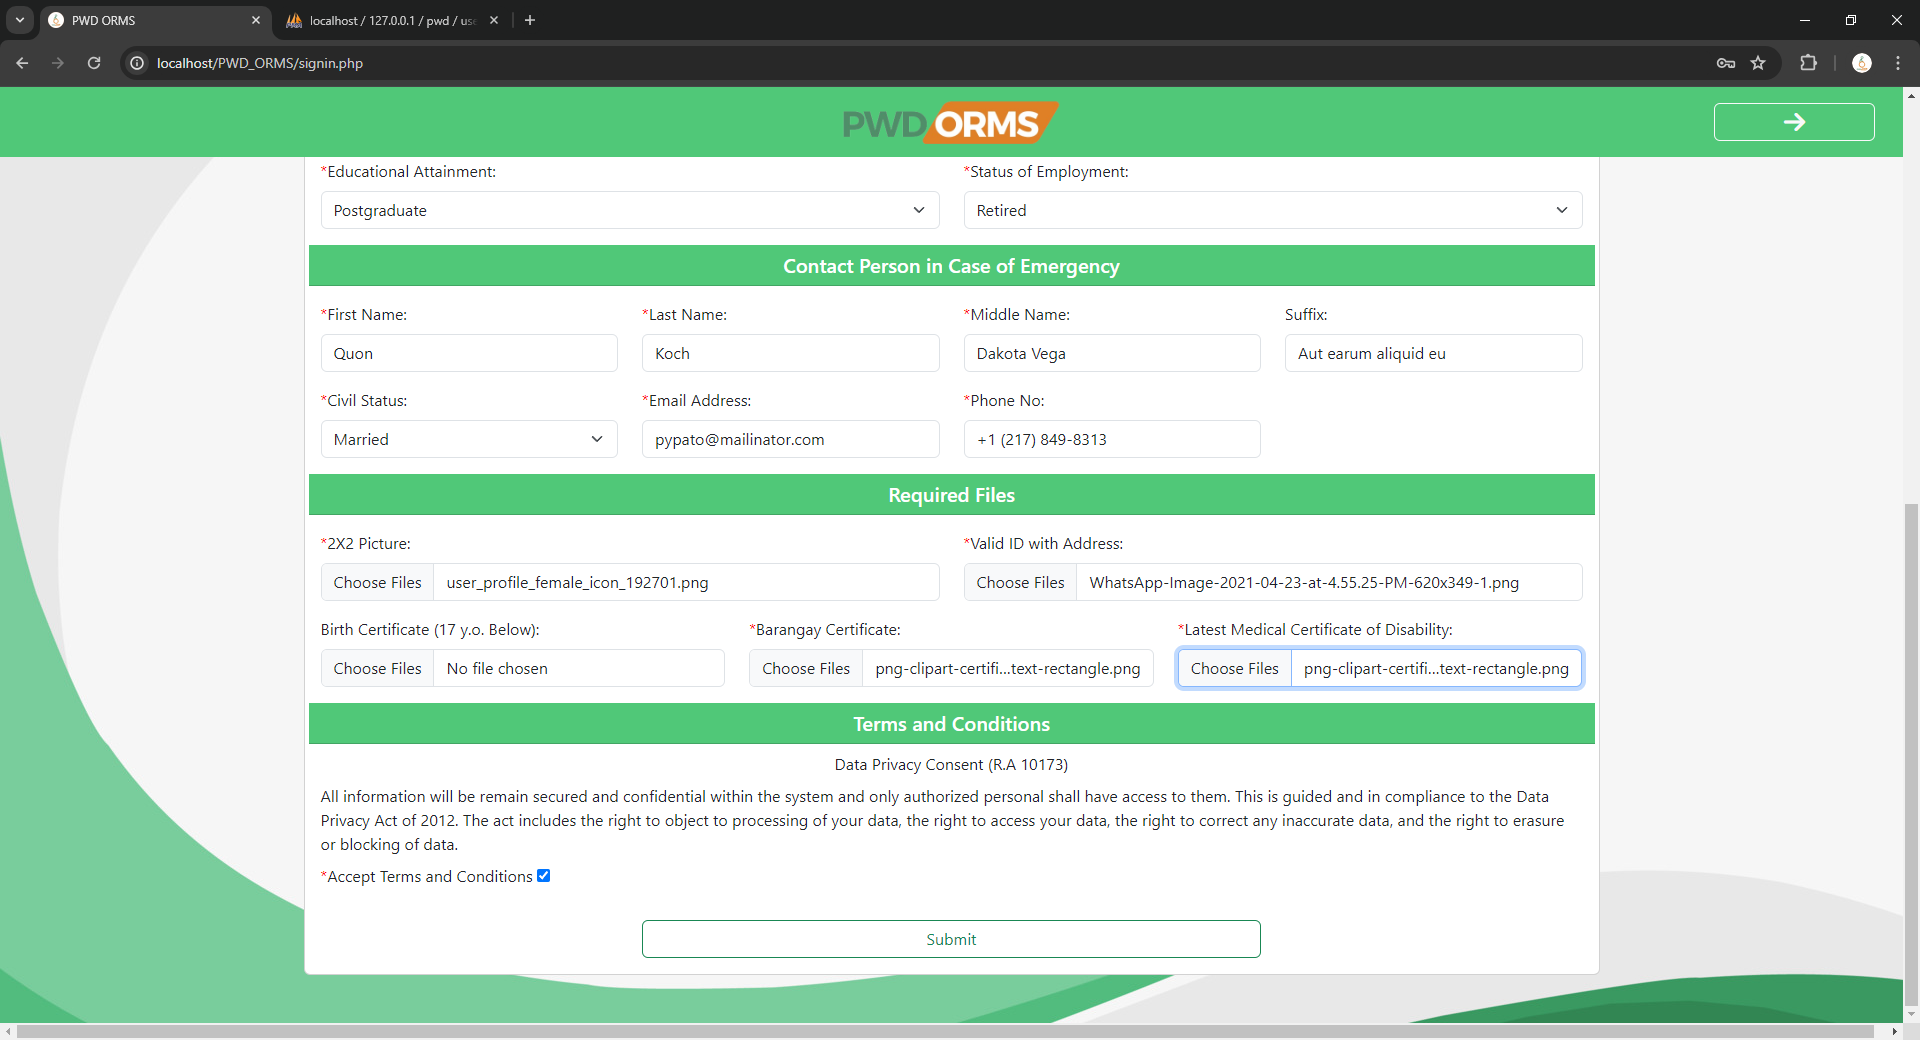 PWD ORMS
localhost / 127.0.0.1 / pwd / use
localhost/PWD_ORMS/signin.php
PWD ORMS
*Educational Attainment: *Status of Employment:
Postgraduate Retired
Contact Person in Case of Emergency
*First Name: *Last Name: *Middle Name: Suffix:
Quon Koch Dakota Vega Aut earum aliquid eu
*Civil Status: *Email Address: *Phone No:
Married pypato@mailinator.com +1 (217) 849-8313
Required Files
*2X2 Picture: *Valid ID with Address:
Choose Files user_profile_female_icon_192701.png Choose Files WhatsApp-Image-2021-04-23-at-4.55.25-PM-620x349-1.png
Birth Certificate (17 y.o. Below): *Barangay Certificate: *Latest Medical Certificate of Disability:
Choose Files No file chosen Choose Files png-clipart-certifi...text-rectangle.png Choose Files png-clipart-certifi...text-rectangle.png
Terms and Conditions
Data Privacy Consent (R.A 10173)
All information will be remain secured and confidential within the system and only authorized personal shall have access to them. This is guided and in compliance to the Data
Privacy Act of 2012. The act includes the right to object to processing of your data, the right to access your data, the right to correct any inaccurate data, and the right to erasure
or blocking of data.
*Accept Terms and Conditions
Submit